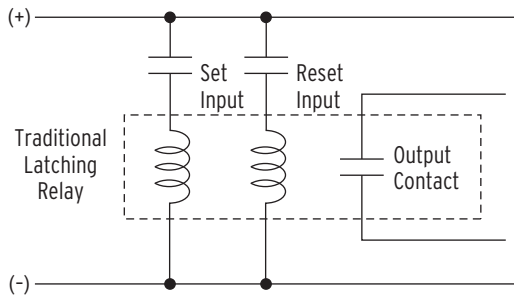 (+)
Set
Input
Reset
Input
Traditional
Latching
Relay
Output
Contact
(–)